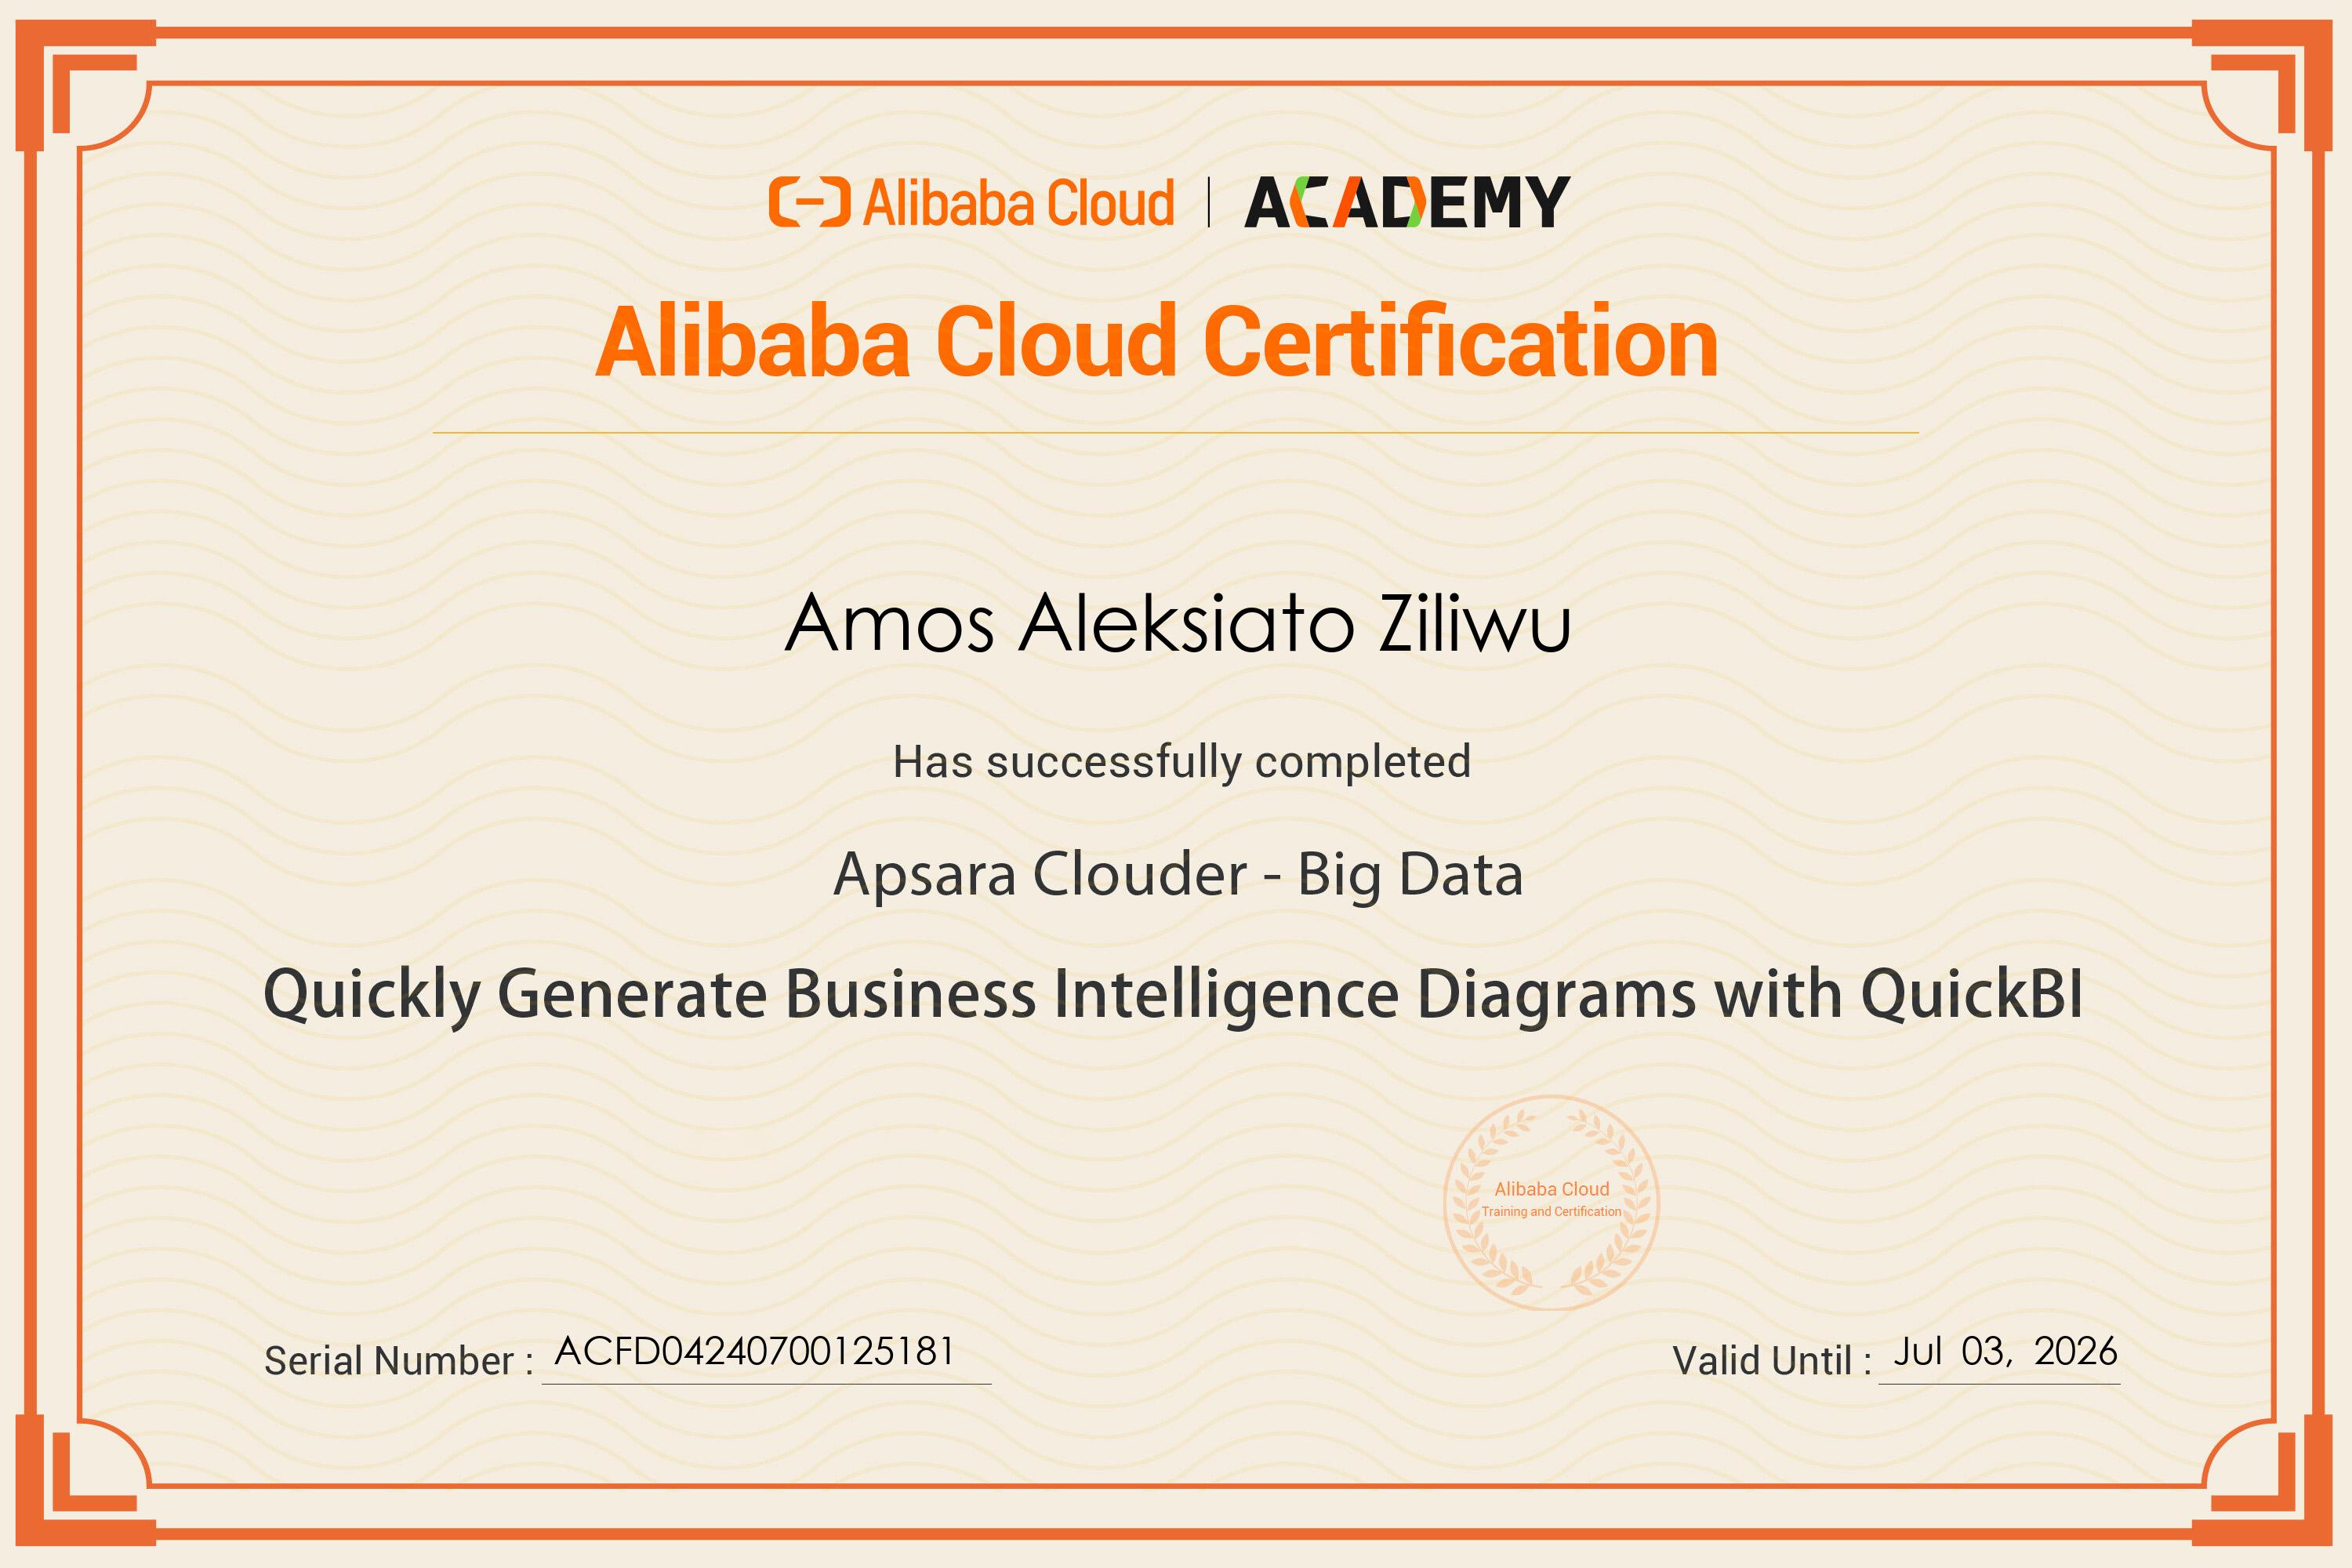 Alibaba Cloud | ACADEMY
Alibaba Cloud Certification
Amos Aleksiato Ziliwu
Has successfully completed
Apsara Clouder - Big Data
Quickly Generate Business Intelligence Diagrams with QuickBI
Alibaba Cloud
Training and Certification
Serial Number : ACFD04240700125181
Valid Until : Jul 03, 2026